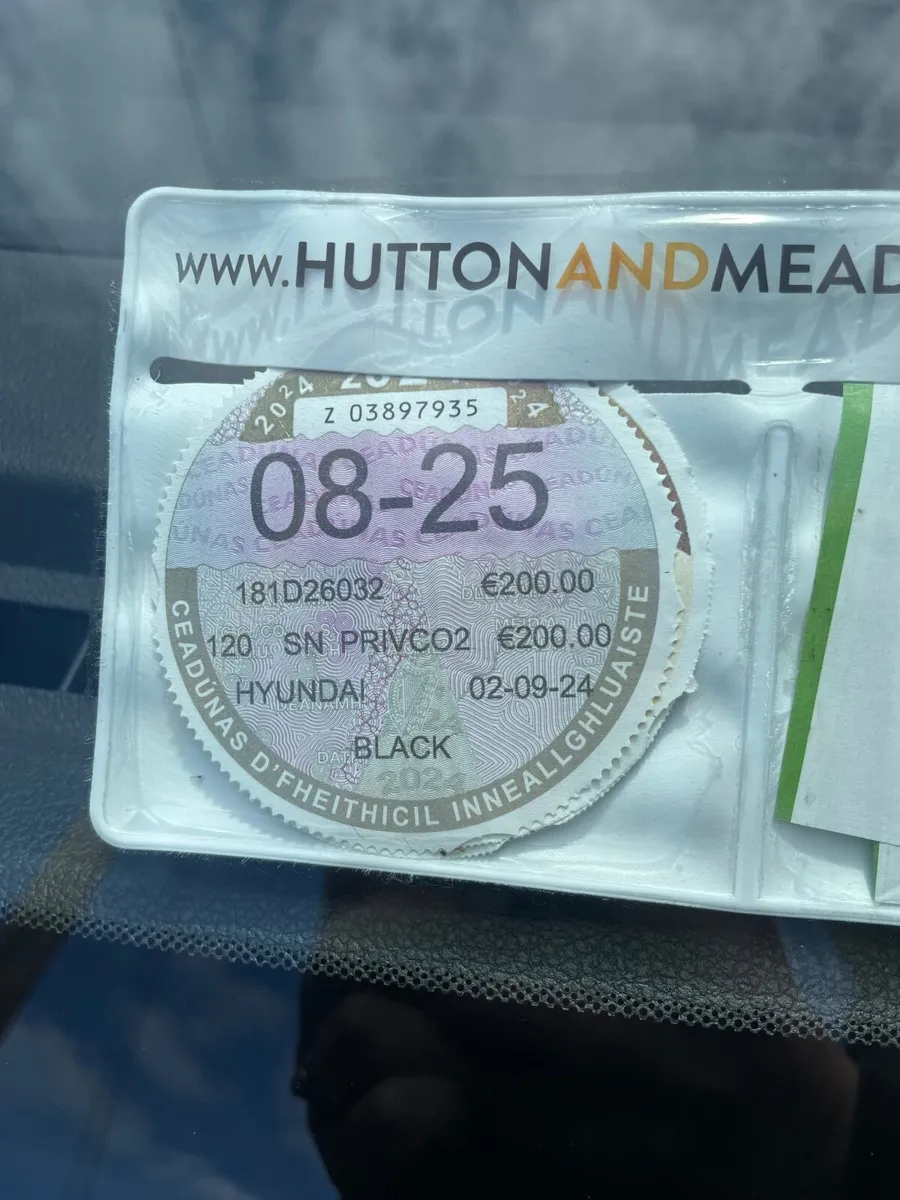 www.HUTTONANDMEAD
2024
Z 03897935
08-25
181D26032 €200.00
120 SN PRIVCO2 €200.00
HYUNDAI 02-09-24
BLACK
2024
CEADÚNAS D'FHEITHICIL INNEALLGHLUAISTE